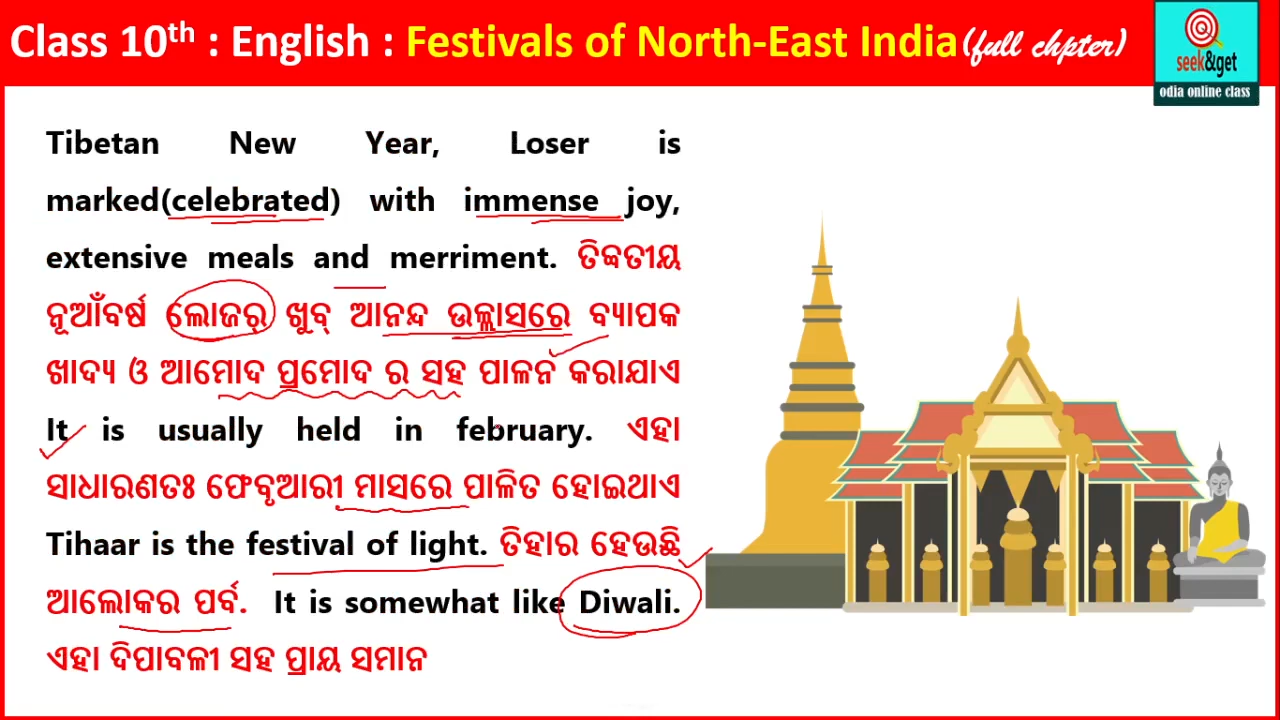 Class 10th : English : Festivals of North-East India (full chpter)
seek&get
odia online class
Tibetan New Year, Loser is
marked(celebrated) with immense joy,
extensive meals and merriment. ତିବ୍ବତୀୟ
ନୂଆଁବର୍ଷ ଲୋଜର୍ ଖୁବ୍ ଆନନ୍ଦ ଉଲ୍ଲାସରେ ବ୍ୟାପକ
ଖାଦ୍ୟ ଓ ଆମୋଦ ପ୍ରମୋଦ ର ସହ ପାଳନ କରାଯାଏ
It is usually held in february. ଏହା
ସାଧାରଣତଃ ଫେବୃଆରୀ ମାସରେ ପାଳିତ ହୋଇଥାଏ
Tihaar is the festival of light. ତିହାର ହେଉଛି
ଆଲୋକର ପର୍ବ. It is somewhat like Diwali.
ଏହା ଦିପାବଳୀ ସହ ପ୍ରାୟ ସମାନ